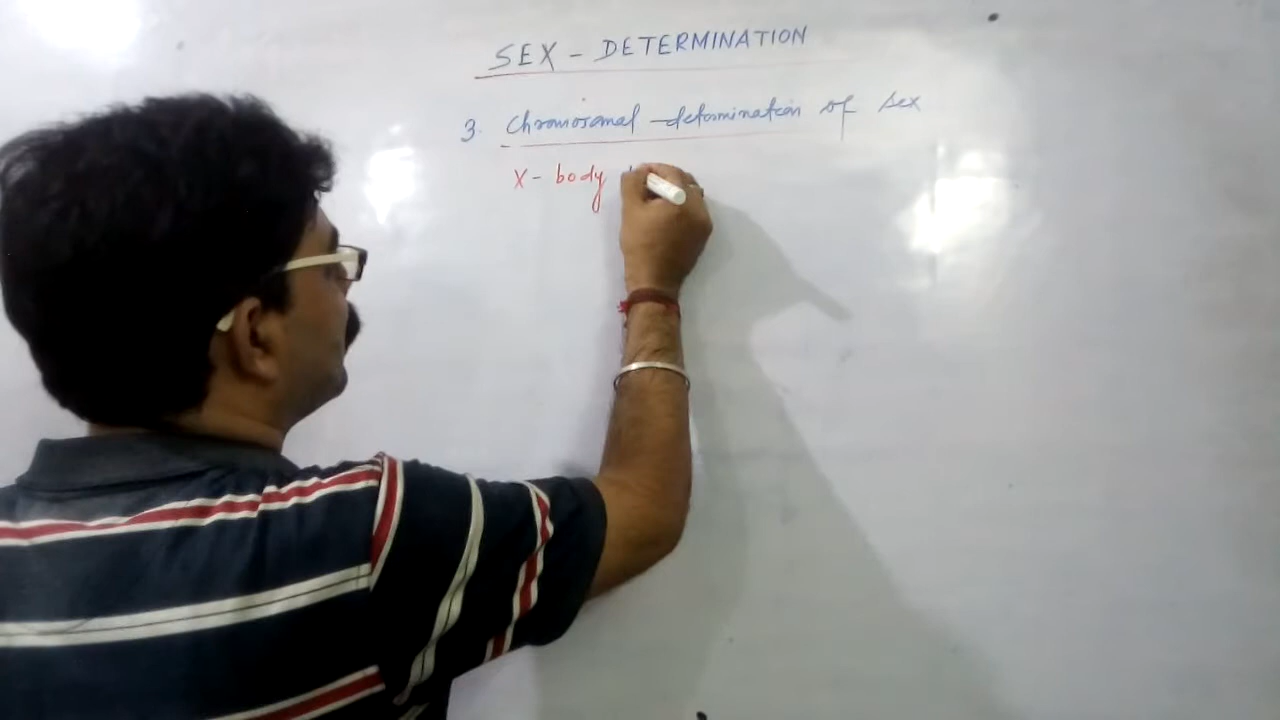 SEX - DETERMINATION
3. Chromosomal determination of sex
X - body